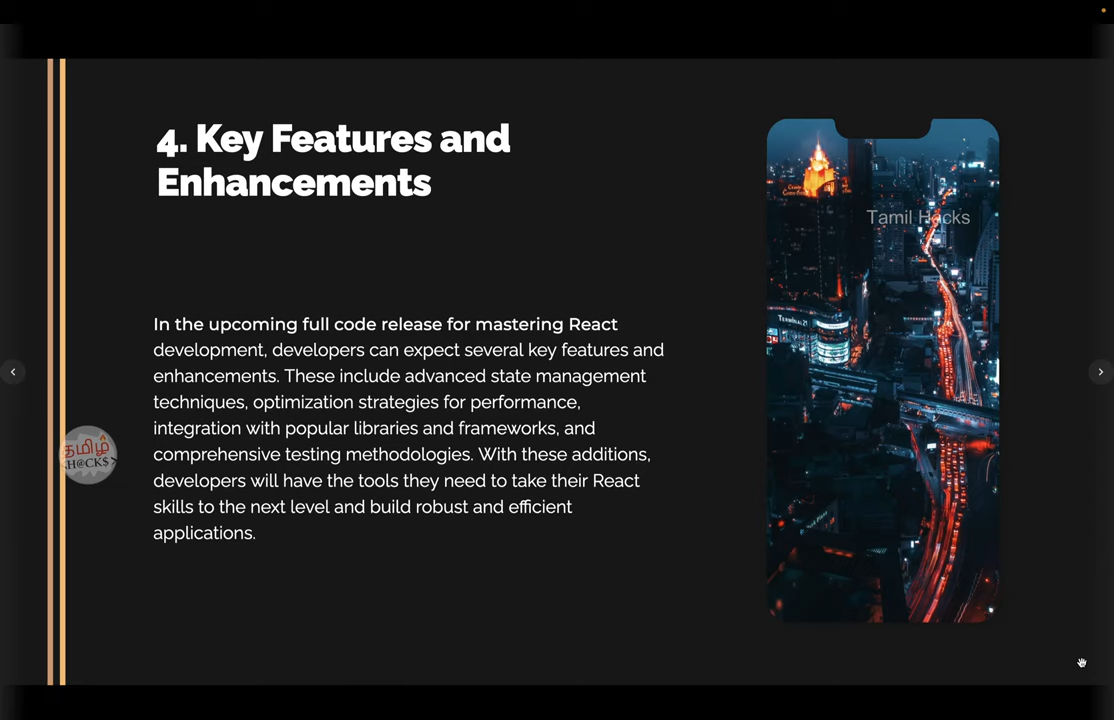 4. Key Features and
Enhancements
In the upcoming full code release for mastering React
development, developers can expect several key features and
enhancements. These include advanced state management
techniques, optimization strategies for performance,
integration with popular libraries and frameworks, and
comprehensive testing methodologies. With these additions,
developers will have the tools they need to take their React
skills to the next level and build robust and efficient
applications.
Tamil Hacks
TERMINAL21
தமிழ்
<H@CK$>